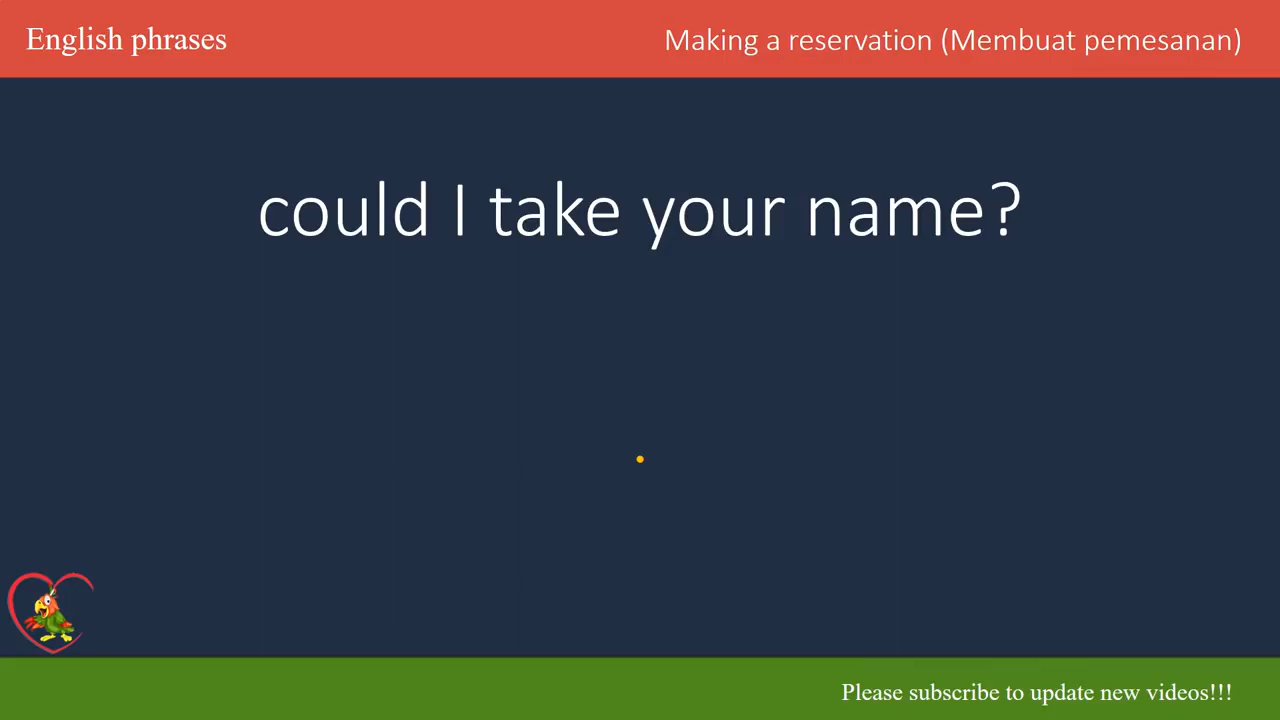 English phrases
Making a reservation (Membuat pemesanan)
could I take your name?
Please subscribe to update new videos!!!